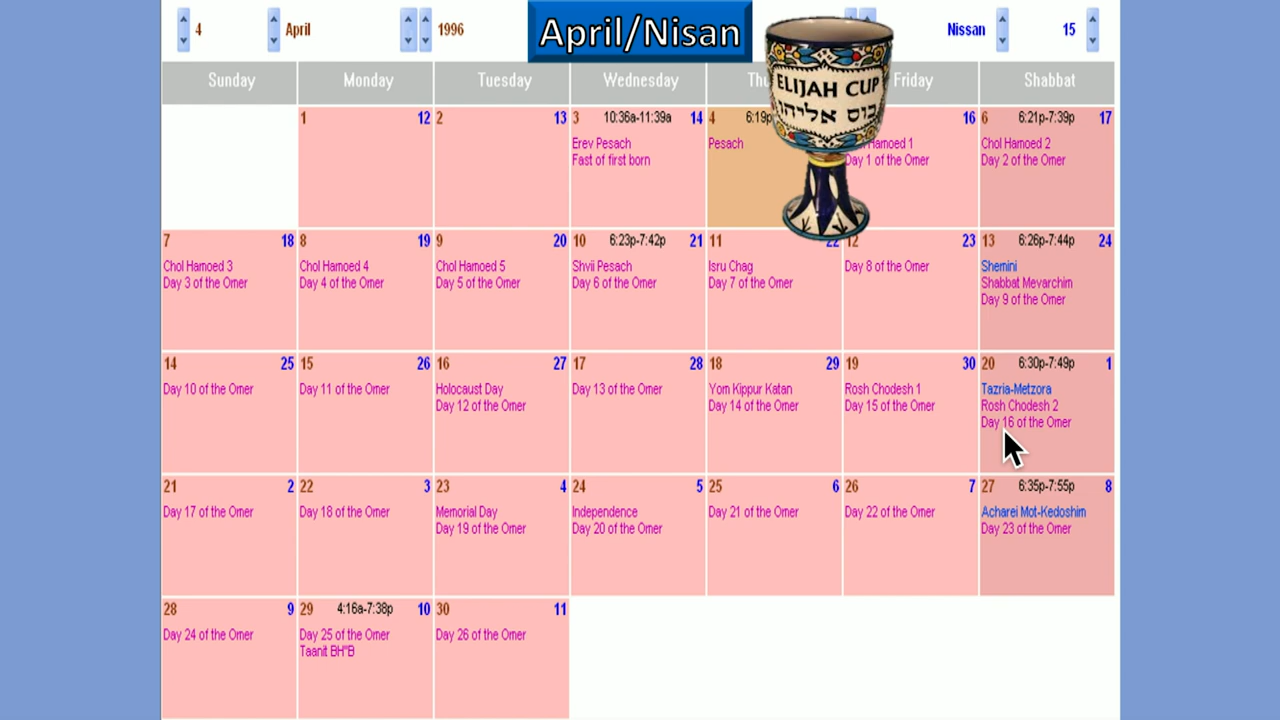 4 April 1996 April/Nisan Nissan 15
Sunday Monday Tuesday Wednesday Friday Shabbat
ELIJAH CUP
כוס אליהו
1 12
2 13
3 10:36a-11:39a 14
Erev Pesach
Fast of first born
4 6:19p
Pesach
16
Hamoed 1
Day 1 of the Omer
6 6:21p-7:39p 17
Chol Hamoed 2
Day 2 of the Omer
7 18
Chol Hamoed 3
Day 3 of the Omer
8 19
Chol Hamoed 4
Day 4 of the Omer
9 20
Chol Hamoed 5
Day 5 of the Omer
10 6:23p-7:42p 21
Shvii Pesach
Day 6 of the Omer
11 22
Isru Chag
Day 7 of the Omer
12 23
Day 8 of the Omer
13 6:26p-7:44p 24
Shemini
Shabbat Mevarchim
Day 9 of the Omer
14 25
Day 10 of the Omer
15 26
Day 11 of the Omer
16 27
Holocaust Day
Day 12 of the Omer
17 28
Day 13 of the Omer
18 29
Yom Kippur Katan
Day 14 of the Omer
19 30
Rosh Chodesh 1
Day 15 of the Omer
20 6:30p-7:49p 1
Tazria-Metzora
Rosh Chodesh 2
Day 16 of the Omer
21 2
Day 17 of the Omer
22 3
Day 18 of the Omer
23 4
Memorial Day
Day 19 of the Omer
24 5
Independence
Day 20 of the Omer
25 6
Day 21 of the Omer
26 7
Day 22 of the Omer
27 6:35p-7:55p 8
Acharei Mot-Kedoshim
Day 23 of the Omer
28 9
Day 24 of the Omer
29 4:16a-7:38p 10
Day 25 of the Omer
Taanit BH"B
30 11
Day 26 of the Omer